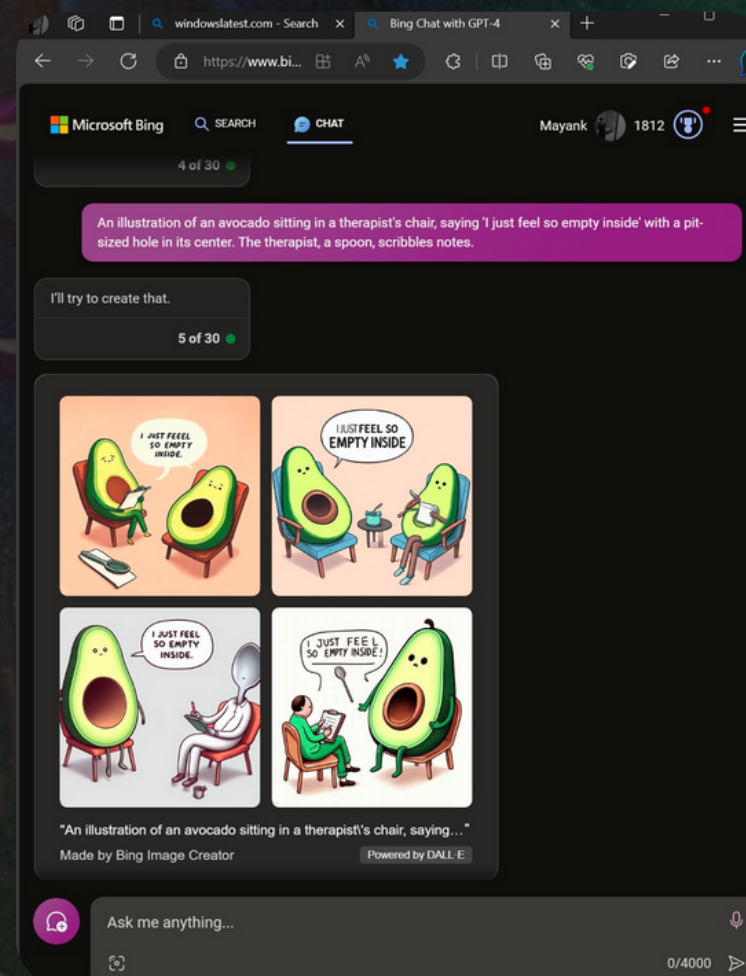 windowslatest.com - Search
Bing Chat with GPT-4
https://www.bi...
Microsoft Bing
SEARCH
CHAT
Mayank
1812
4 of 30
An illustration of an avocado sitting in a therapist's chair, saying 'I just feel so empty inside' with a pit-
sized hole in its center. The therapist, a spoon, scribbles notes.
I'll try to create that.
5 of 30
I JUST FEEEL
SO EMPTY
INSIDE.
I JUST FEEL SO
EMPTY INSIDE
I JUST FEEL
SO EMPTY
INSIDE.
I JUST FEEL
SO EMPTY INSIDE!
"An illustration of an avocado sitting in a therapist\'s chair, saying..."
Made by Bing Image Creator
Powered by DALL·E
Ask me anything...
0/4000